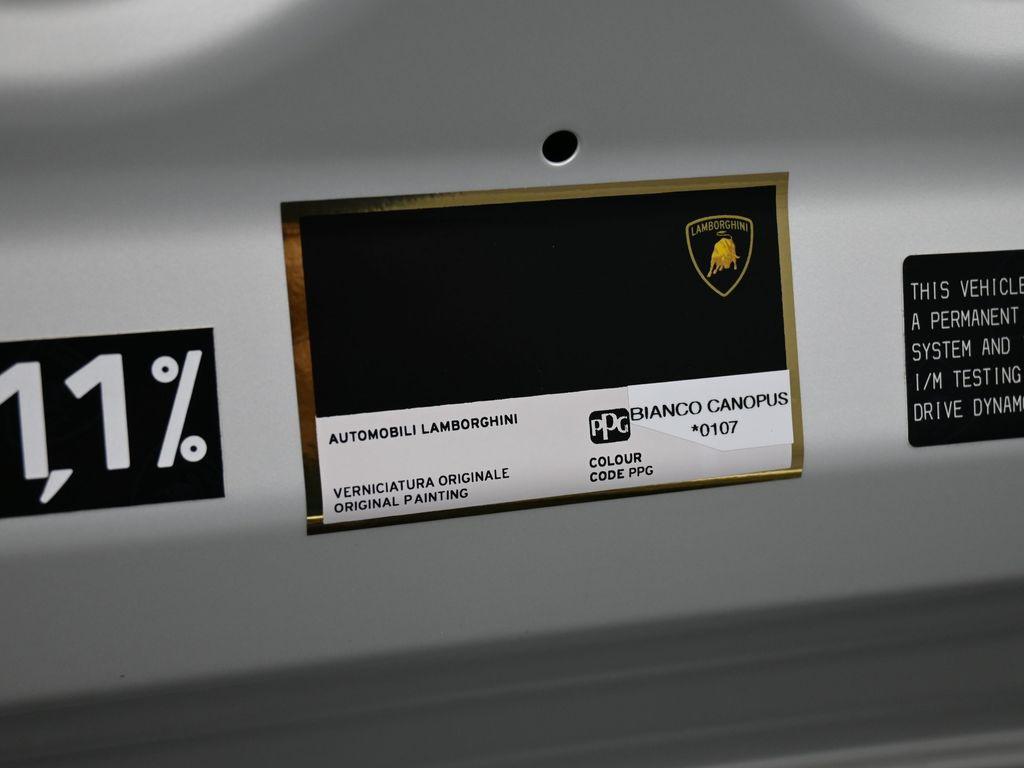 1,1%
LAMBORGHINI
AUTOMOBILI LAMBORGHINI
VERNICIATURA ORIGINALE
ORIGINAL PAINTING
PPG
BIANCO CANOPUS
*0107
COLOUR
CODE PPG
THIS VEHICLE
A PERMANENT
SYSTEM AND
I/M TESTING
DRIVE